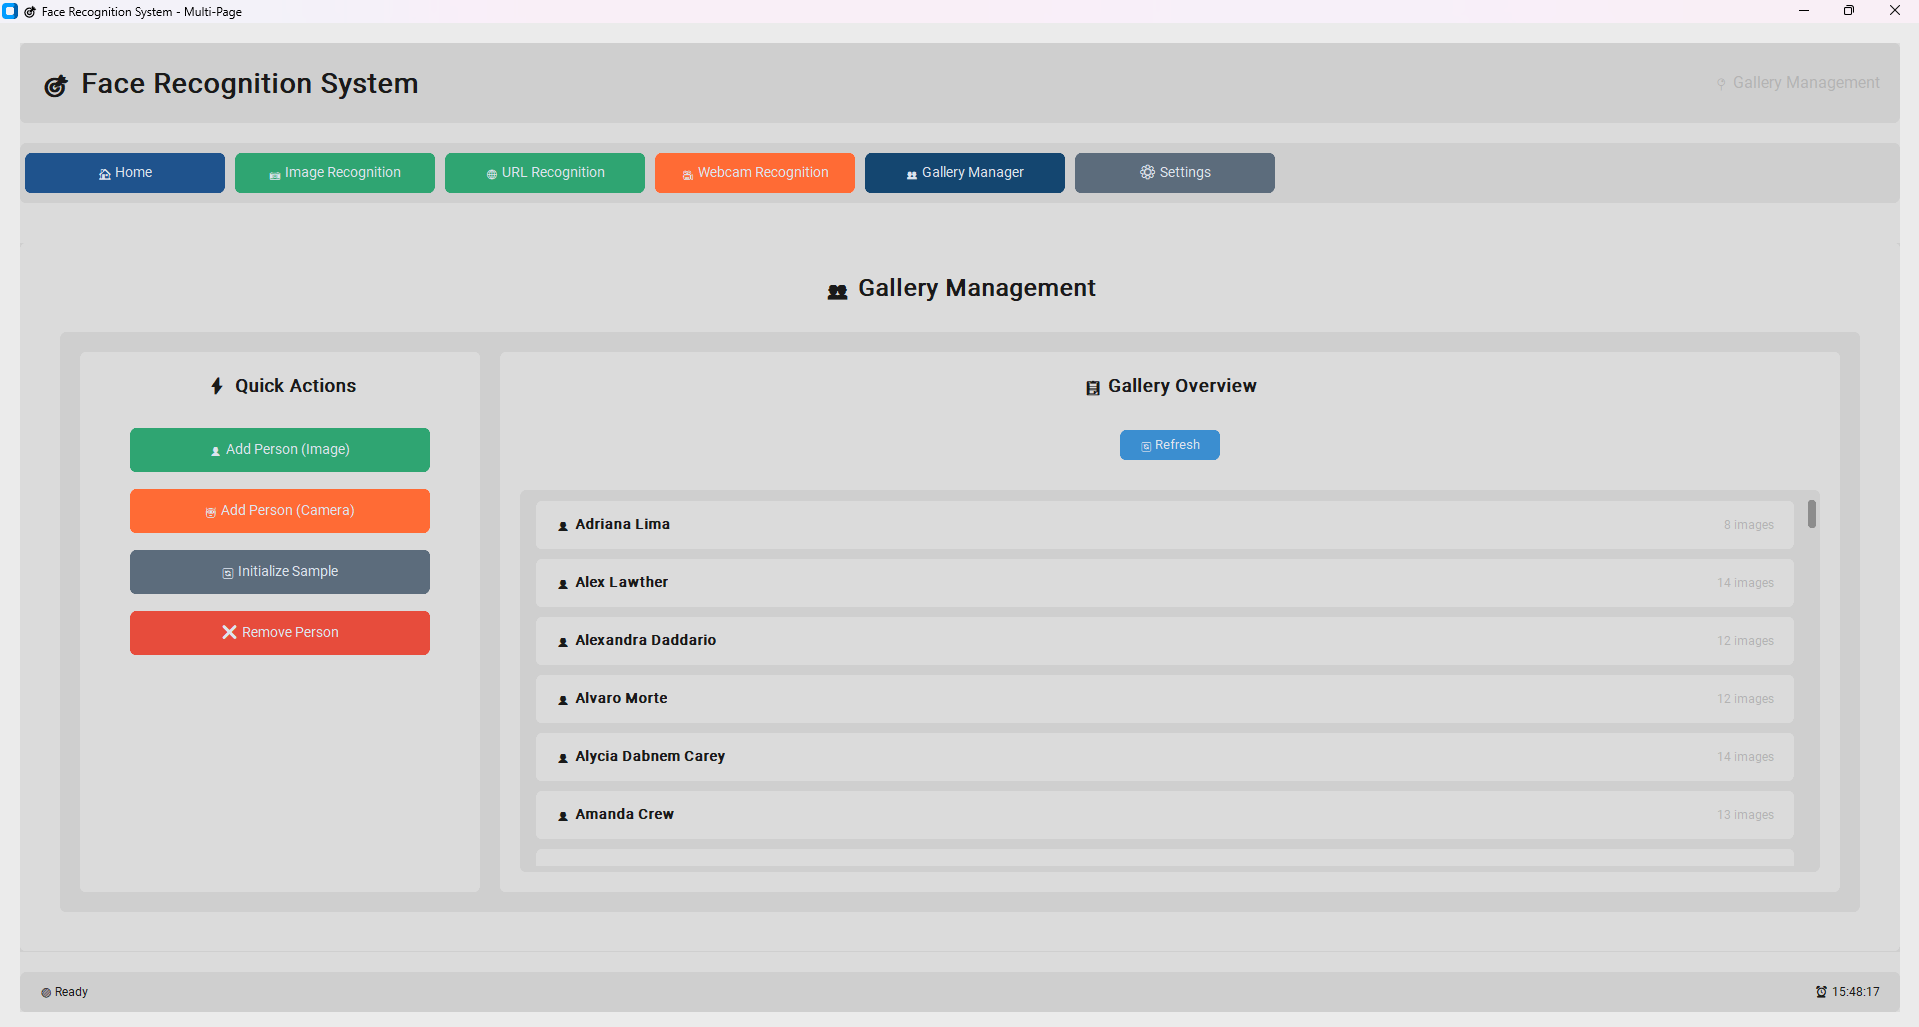 Face Recognition System - Multi-Page
Face Recognition System
Gallery Management
Home
Image Recognition
URL Recognition
Webcam Recognition
Gallery Manager
Settings
Gallery Management
Quick Actions
Add Person (Image)
Add Person (Camera)
Initialize Sample
Remove Person
Gallery Overview
Refresh
Adriana Lima 8 images
Alex Lawther 14 images
Alexandra Daddario 12 images
Alvaro Morte 12 images
Alycia Dabnem Carey 14 images
Amanda Crew 13 images
Ready
15:48:17